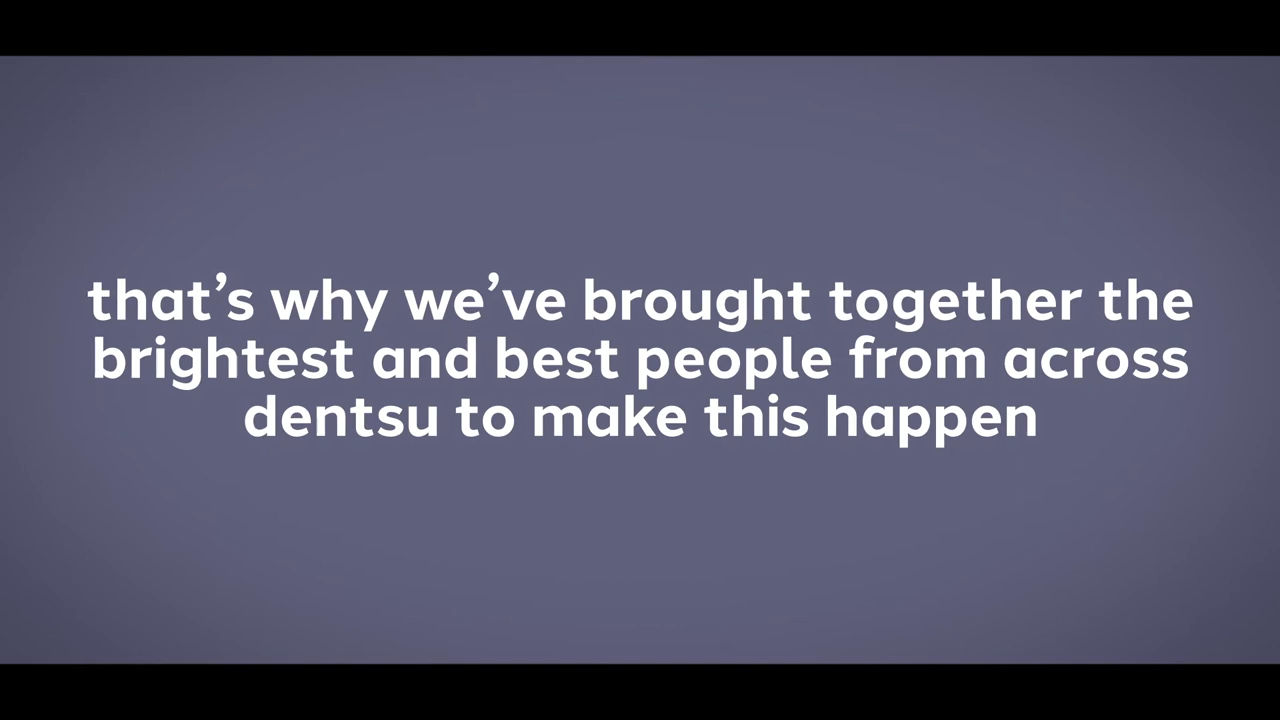 that’s why we’ve brought together the
brightest and best people from across
dentsu to make this happen